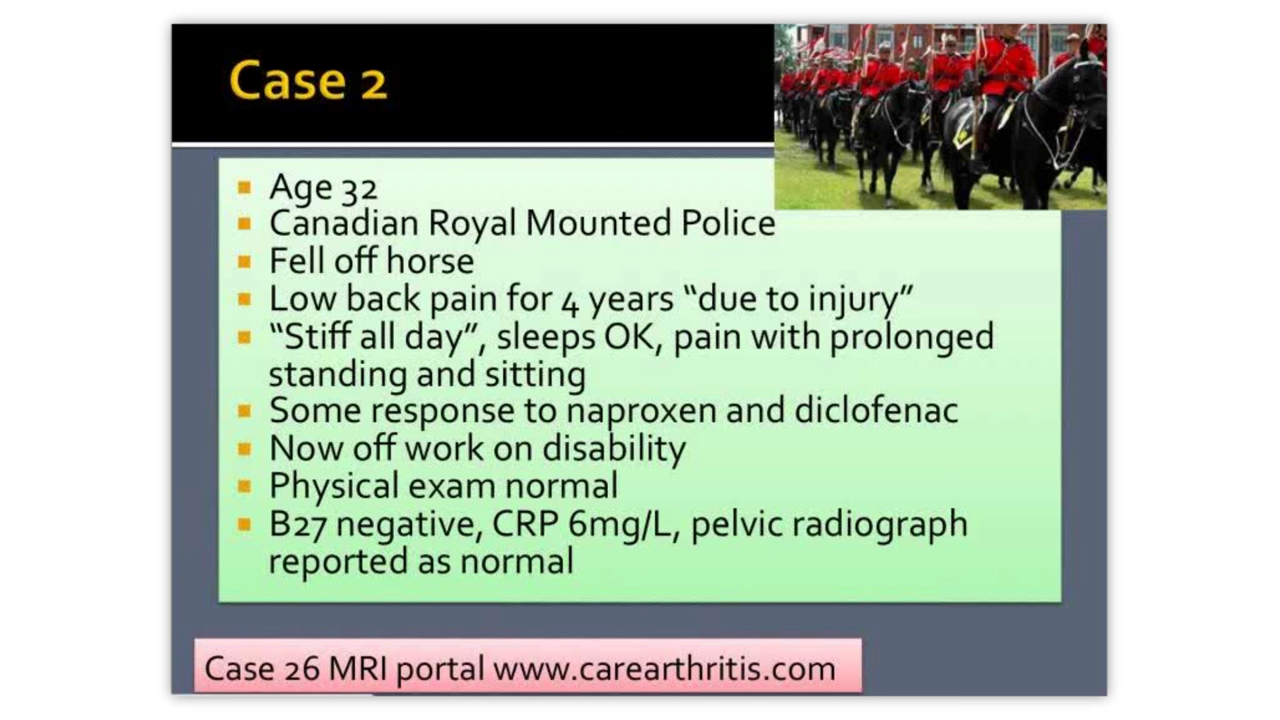 Case 2
Age 32
Canadian Royal Mounted Police
Fell off horse
Low back pain for 4 years “due to injury”
“Stiff all day”, sleeps OK, pain with prolonged
standing and sitting
Some response to naproxen and diclofenac
Now off work on disability
Physical exam normal
B27 negative, CRP 6mg/L, pelvic radiograph
reported as normal
Case 26 MRI portal www.carearthritis.com